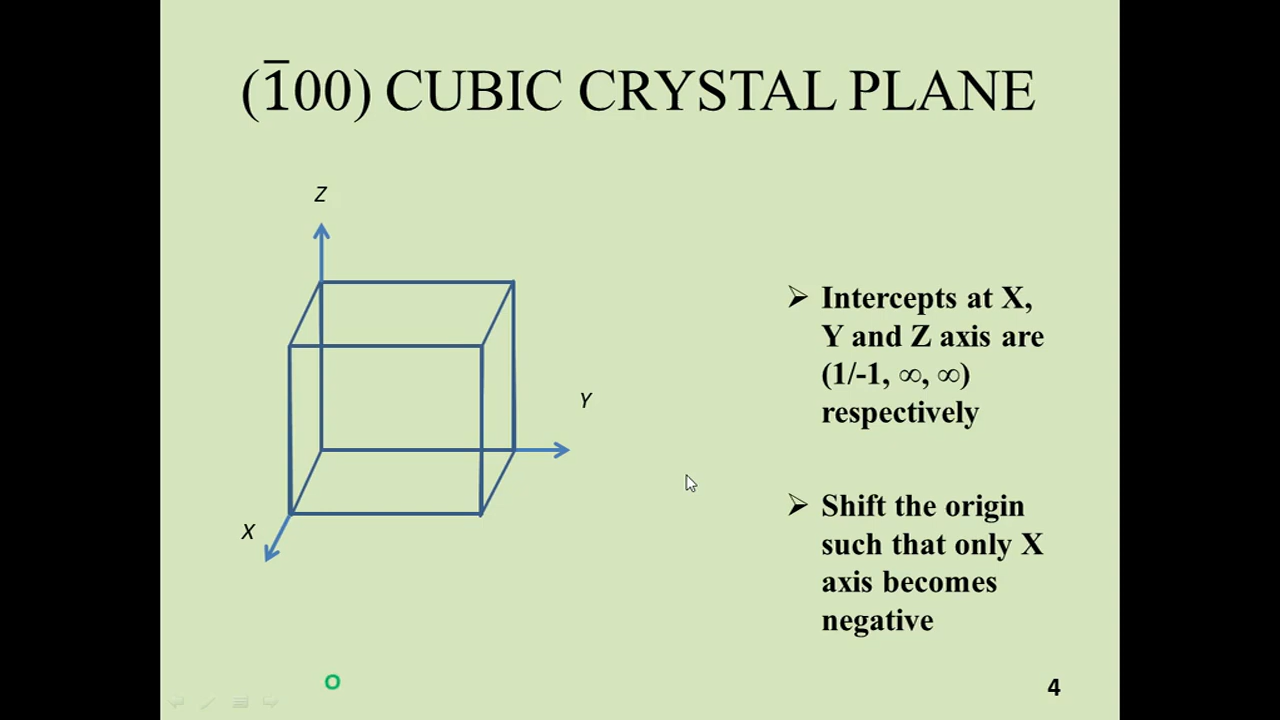 (1̅00) CUBIC CRYSTAL PLANE
Z
Y
X
➢ Intercepts at X,
Y and Z axis are
(1/-1, ∞, ∞)
respectively
➢ Shift the origin
such that only X
axis becomes
negative
O
4